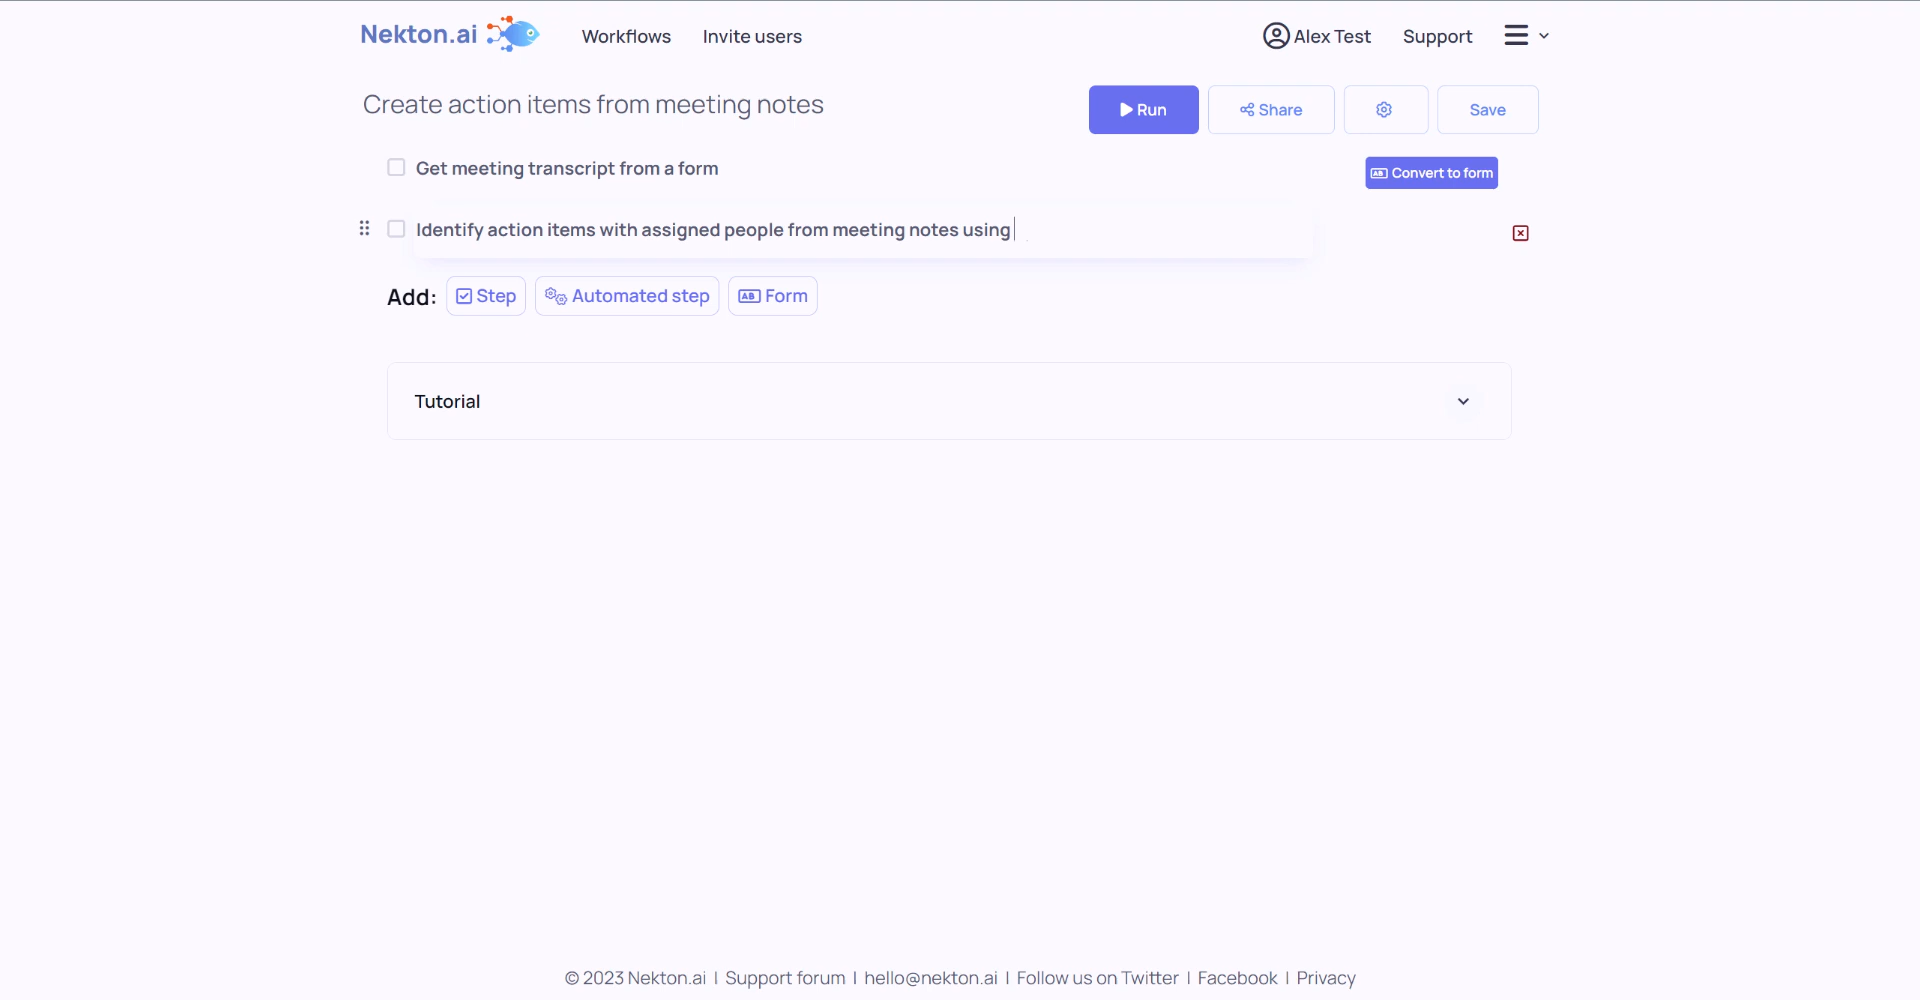 Nekton.ai Workflows Invite users Alex Test Support
Create action items from meeting notes Run Share Save
Get meeting transcript from a form AB Convert to form
Identify action items with assigned people from meeting notes using
Add: Step Automated step AB Form
Tutorial
© 2023 Nekton.ai | Support forum | hello@nekton.ai | Follow us on Twitter | Facebook | Privacy